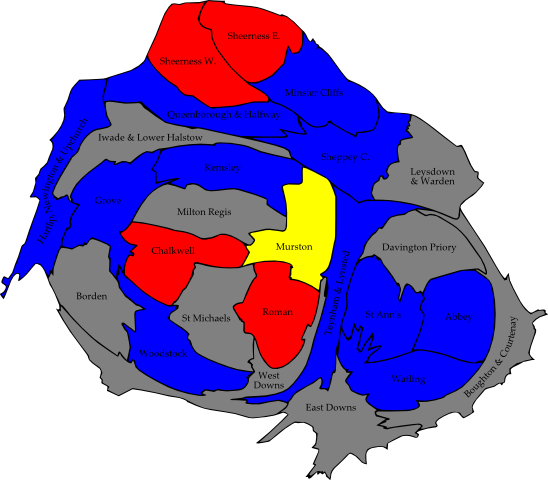 Sheerness E.
Sheerness W.
Minster Cliffs
Queenborough & Halfway
Iwade & Lower Halstow
Sheppey C.
Kemsley
Leysdown
& Warden
Hartlip, Newington & Upchurch
Grove
Milton Regis
Murston
Davington Priory
Chalkwell
Borden
St Michaels
Roman
Teynham & Lynsted
St Ann's
Abbey
Woodstock
West
Downs
Watling
Boughton & Courtenay
East Downs